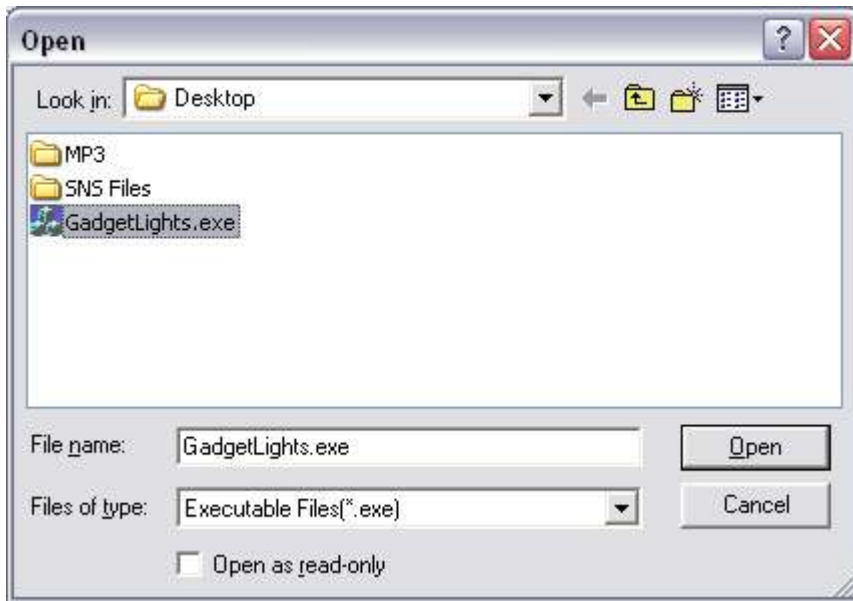 Open
Look in: Desktop
MP3
SNS Files
GadgetLights.exe
File name: GadgetLights.exe Open
Files of type: Executable Files(*.exe) Cancel
Open as read-only